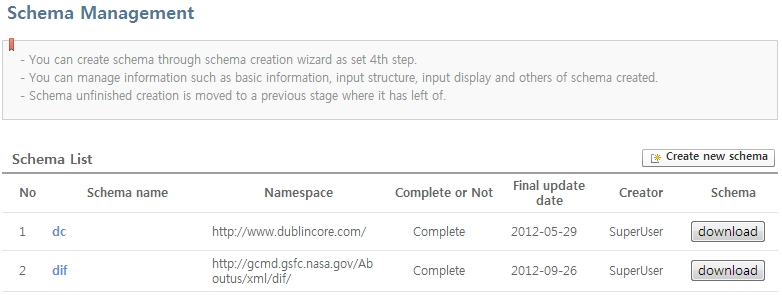 Schema Management
- You can create schema through schema creation wizard as set 4th step.
- You can manage information such as basic information, input structure, input display and others of schema created.
- Schema unfinished creation is moved to a previous stage where it has left of.
Schema List
Create new schema
No Schema name Namespace Complete or Not Final update date Creator Schema
1 dc http://www.dublincore.com/ Complete 2012-05-29 SuperUser download
2 dif http://gcmd.gsfc.nasa.gov/Ab
outus/xml/dif/ Complete 2012-09-26 SuperUser download